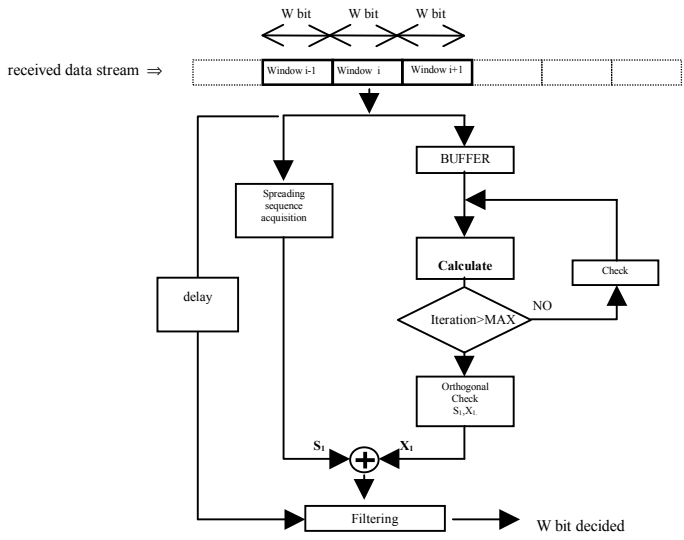 W bit W bit W bit
received data stream ⇒
Window i-1 Window i Window i+1
BUFFER
Spreading
sequence
acquisition
Calculate
Check
delay
NO
Iteration>MAX
Orthogonal
Check
S₁,X₁.
S₁ X₁
Filtering
W bit decided